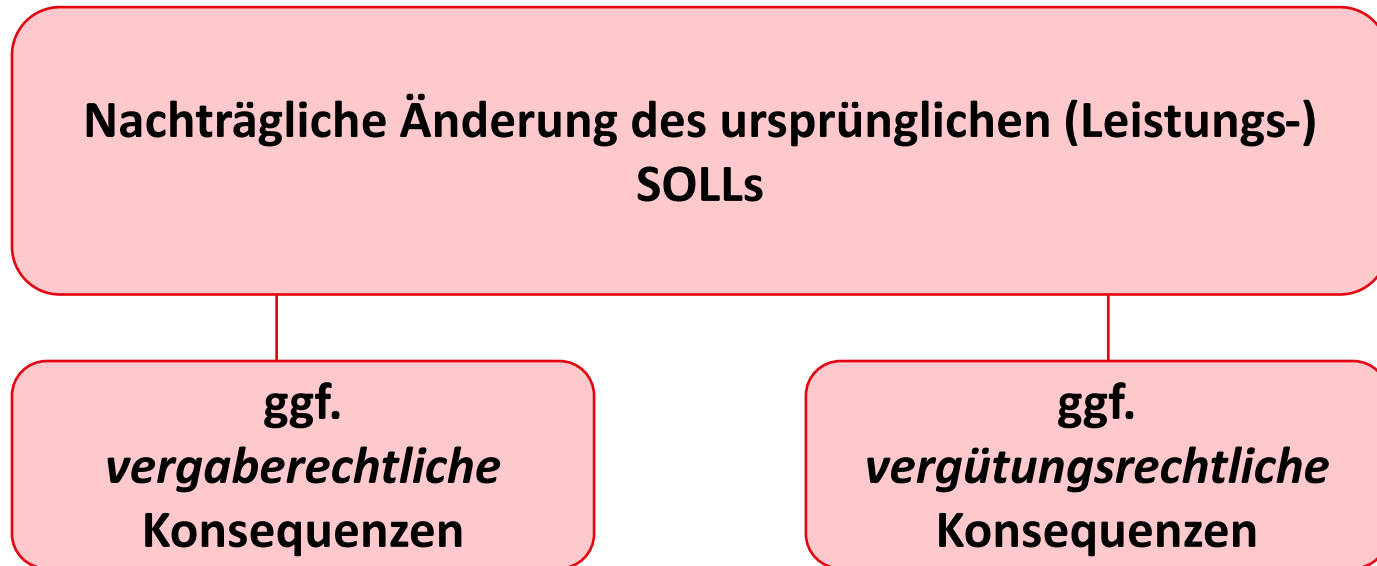 Nachträgliche Änderung des ursprünglichen (Leistungs-)
SOLLs
ggf.
vergaberechtliche
Konsequenzen
ggf.
vergütungsrechtliche
Konsequenzen